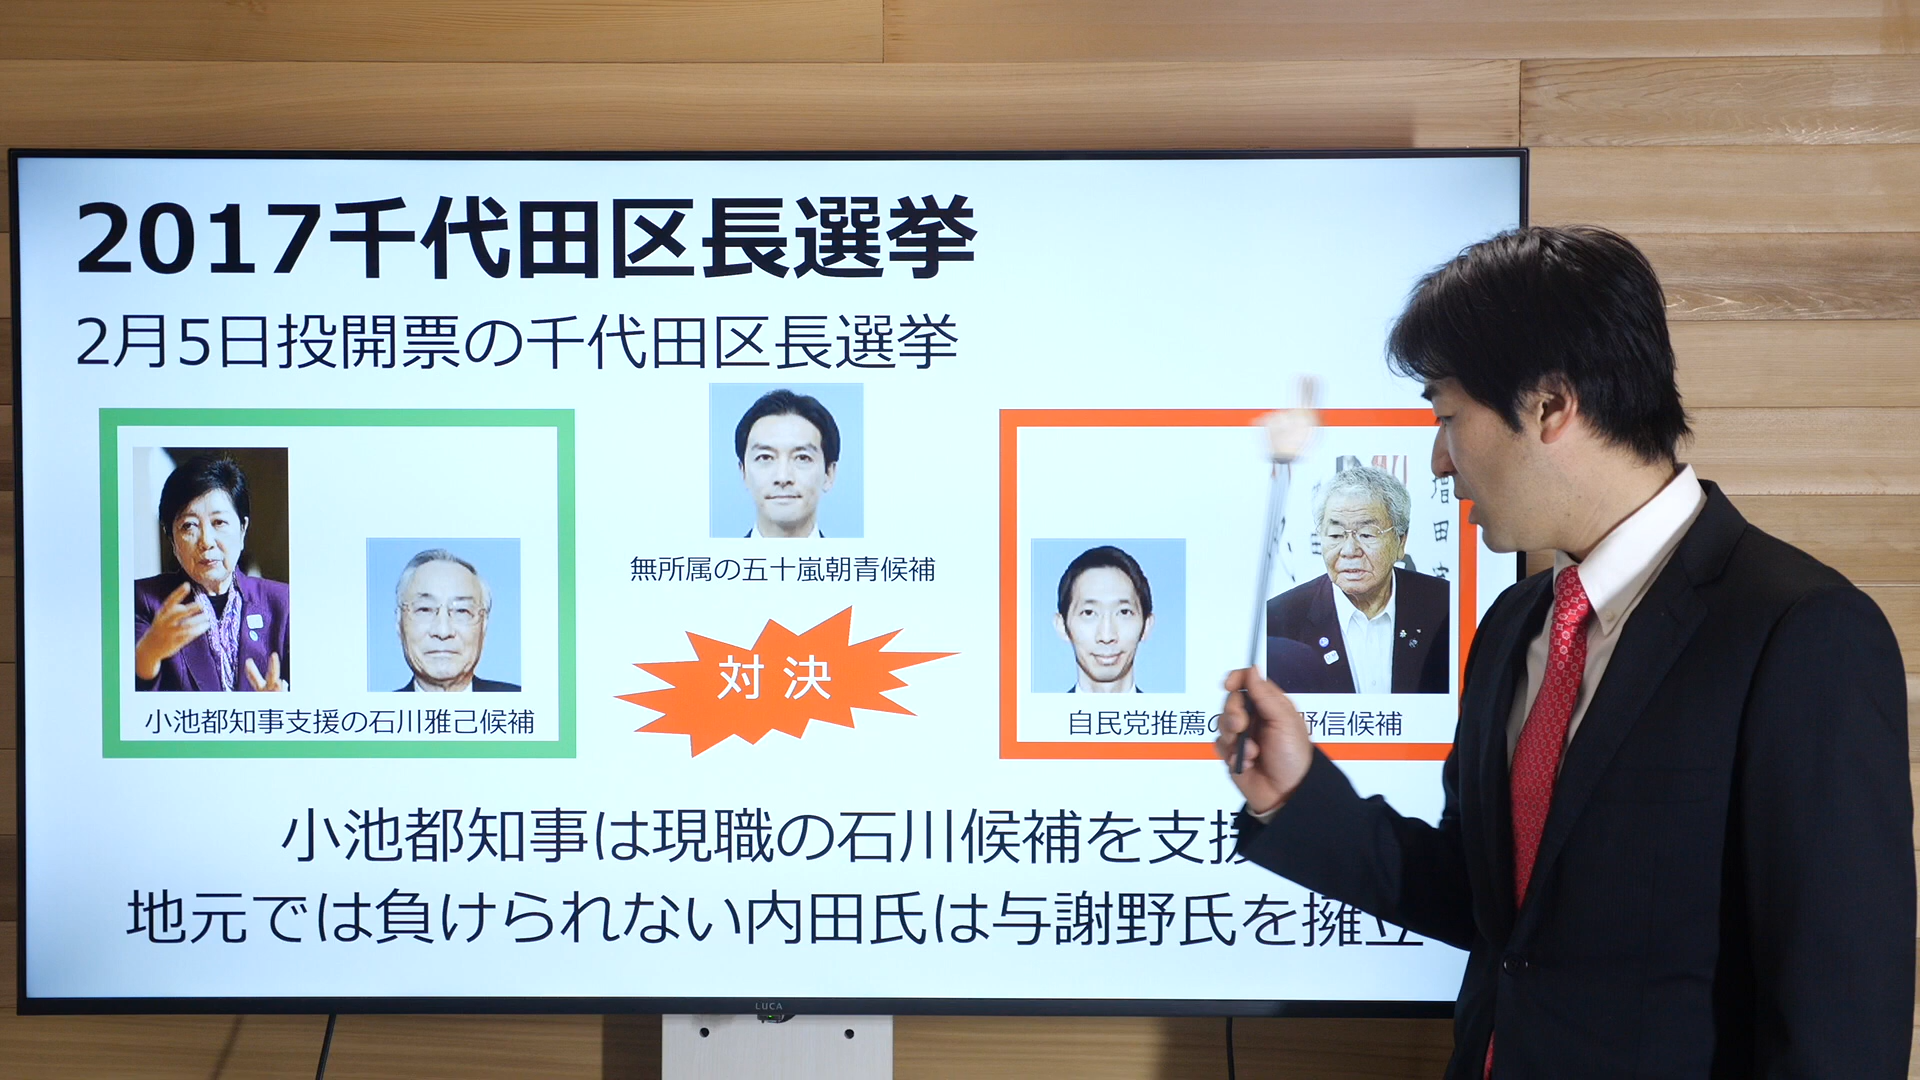 2017千代田区長選挙
2月5日投開票の千代田区長選挙
無所属の五十嵐朝青候補
増田
対決
小池都知事支援の石川雅己候補
自民党推薦の 野信候補
小池都知事は現職の石川候補を支援
地元では負けられない内田氏は与謝野氏を擁立
LUCA